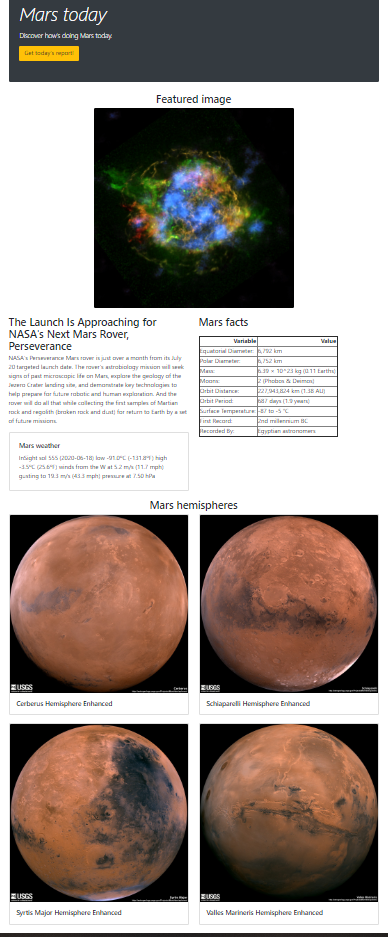 Mars today
Discover how's doing Mars today.
Get today's report!
Featured image
The Launch Is Approaching for
NASA's Next Mars Rover,
Perseverance
NASA's Perseverance Mars rover is just over a month from its July
20 targeted launch date. The rover's astrobiology mission will seek
signs of past microscopic life on Mars, explore the geology of the
Jezero Crater landing site, and demonstrate key technologies to
help prepare for future robotic and human exploration. And the
rover will do all that while collecting the first samples of Martian
rock and regolith (broken rock and dust) for return to Earth by a set
of future missions.
Mars weather
InSight sol 555 (2020-06-18) low -91.0ºC (-131.8ºF) high
-3.5ºC (25.6ºF) winds from the W at 5.2 m/s (11.7 mph)
gusting to 19.3 m/s (43.3 mph) pressure at 7.50 hPa
Mars facts
Variable Value
Equatorial Diameter: 6,792 km
Polar Diameter: 6,752 km
Mass: 6.39 × 10^23 kg (0.11 Earths)
Moons: 2 (Phobos & Deimos)
Orbit Distance: 227,943,824 km (1.38 AU)
Orbit Period: 687 days (1.9 years)
Surface Temperature: -87 to -5 °C
First Record: 2nd millennium BC
Recorded By: Egyptian astronomers
Mars hemispheres
USGS
Cerberus
Cerberus Hemisphere Enhanced
USGS
Schiaparelli
Schiaparelli Hemisphere Enhanced
USGS
Syrtis Major
Syrtis Major Hemisphere Enhanced
USGS
Valles Marineris
Valles Marineris Hemisphere Enhanced